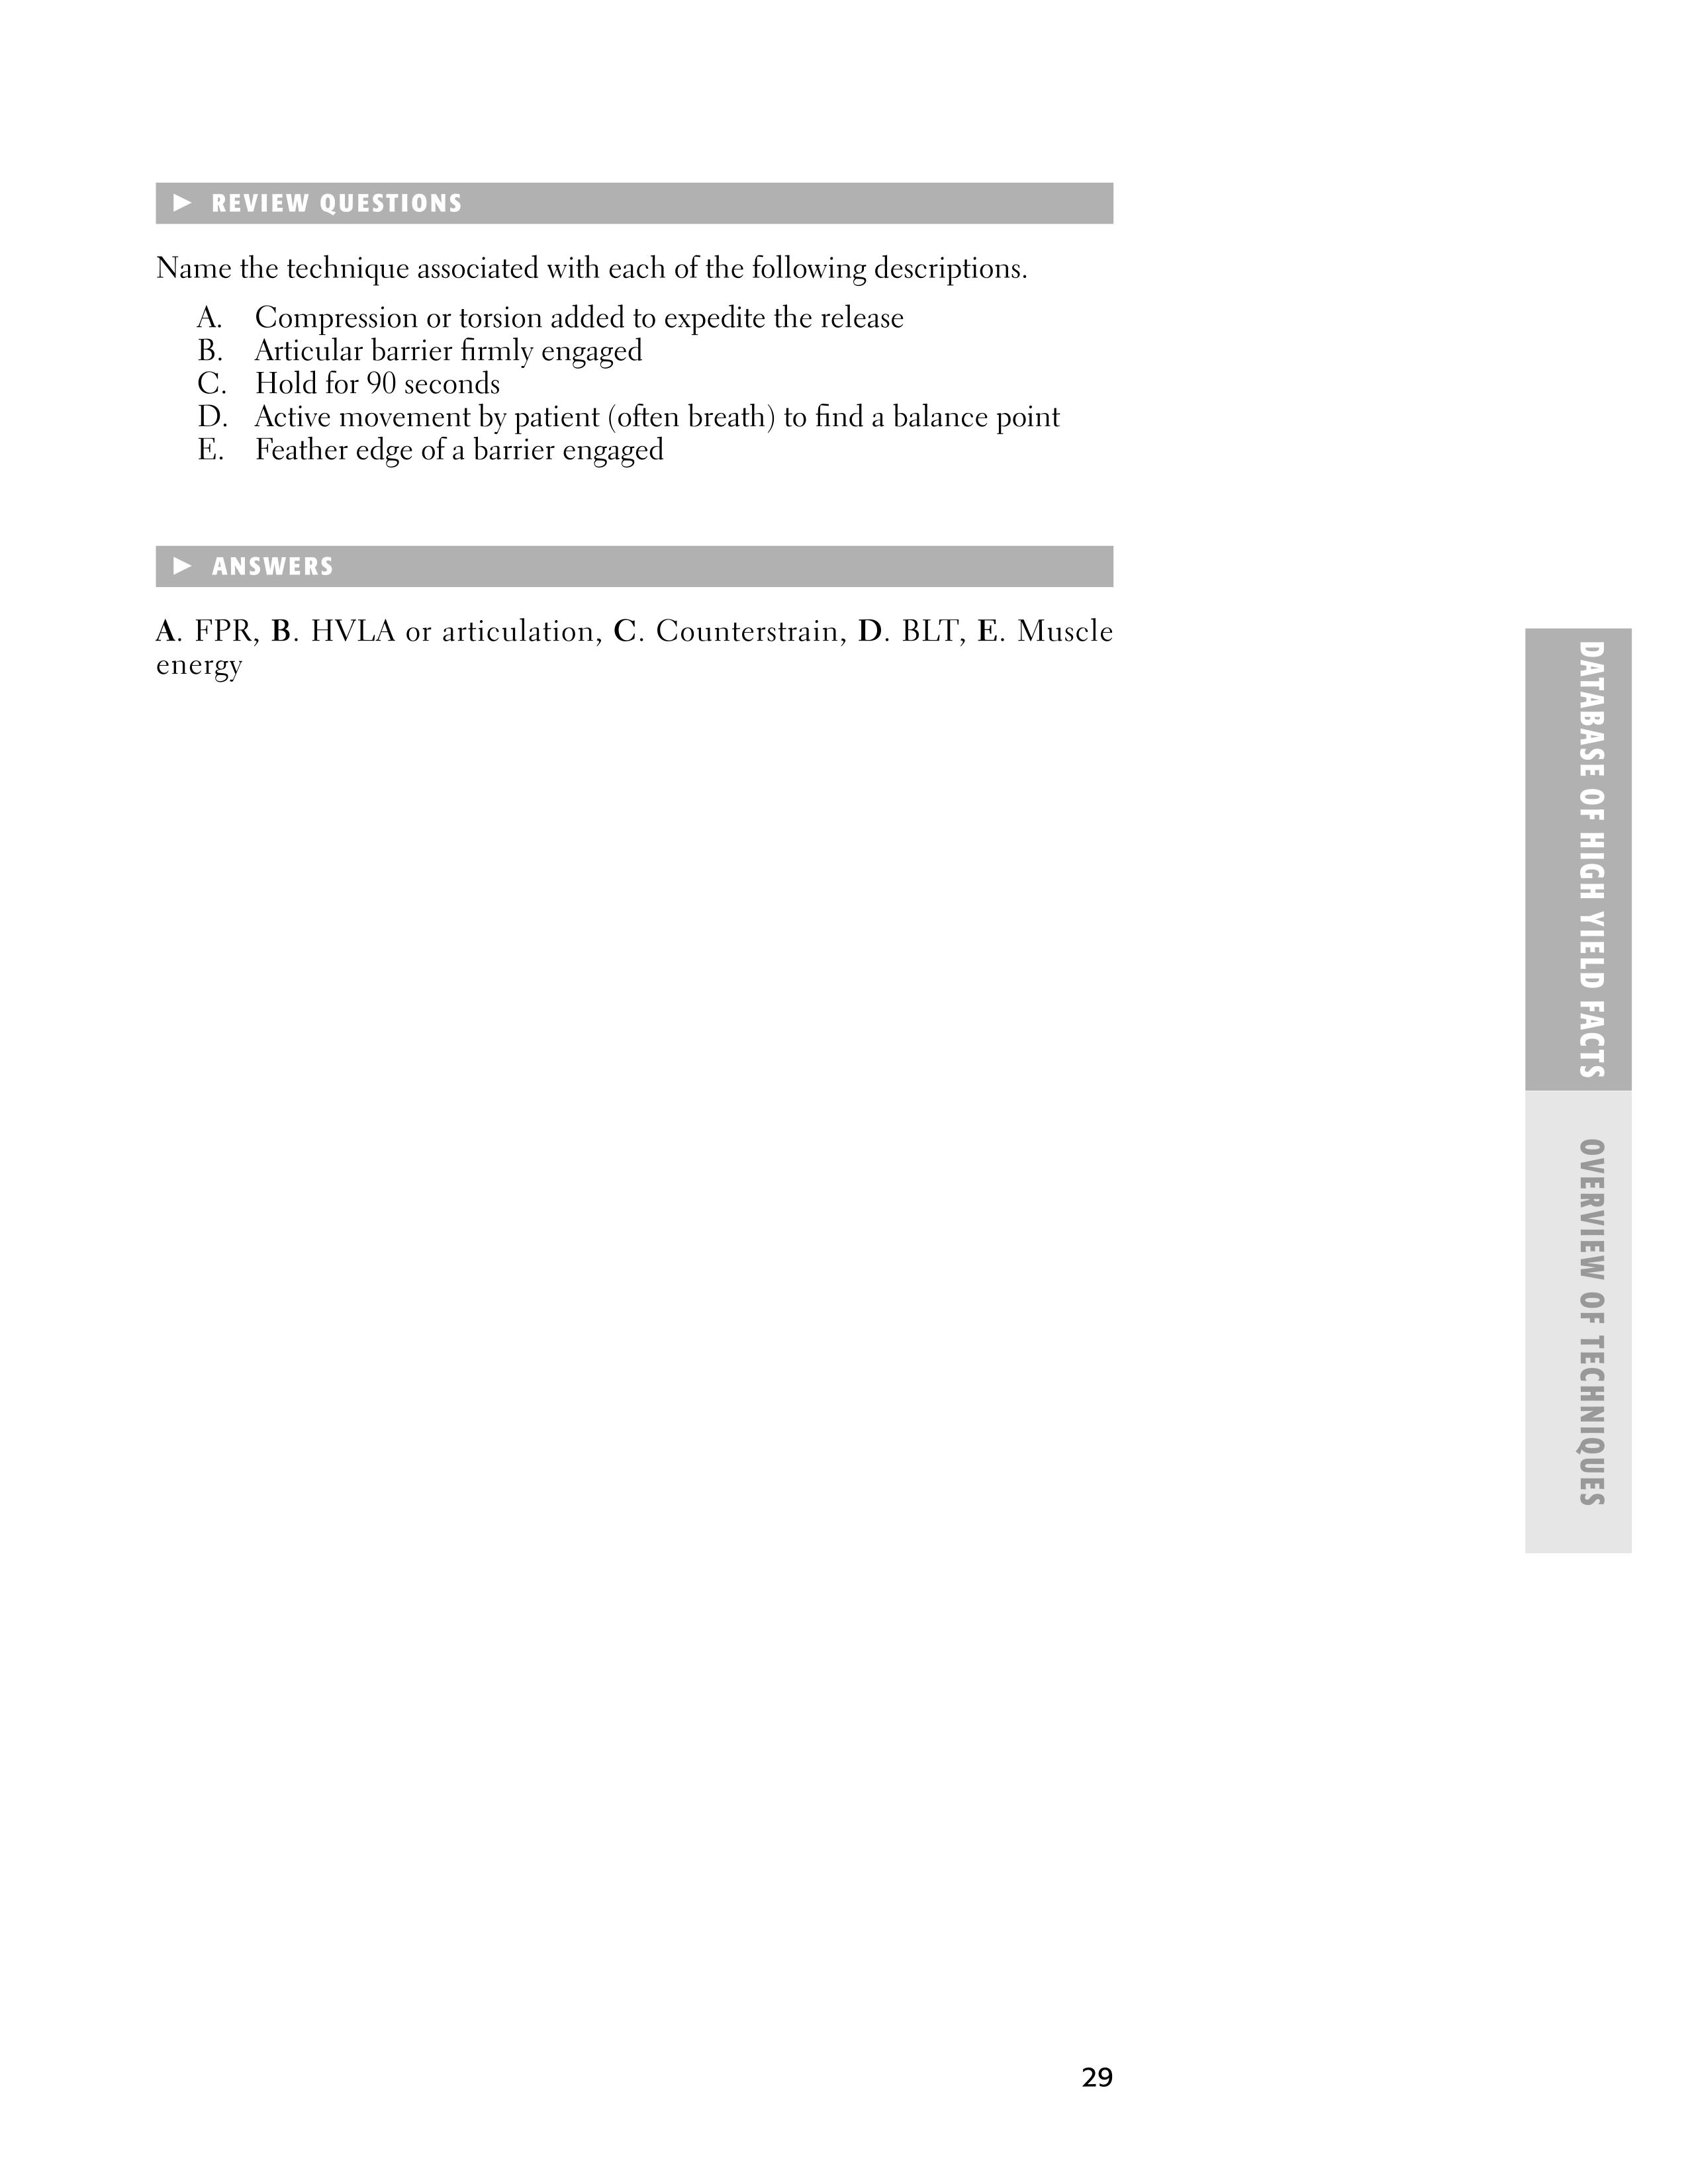 ► REVIEW QUESTIONS
Name the technique associated with each of the following descriptions.
A. Compression or torsion added to expedite the release
B. Articular barrier firmly engaged
C. Hold for 90 seconds
D. Active movement by patient (often breath) to find a balance point
E. Feather edge of a barrier engaged
► ANSWERS
A. FPR, B. HVLA or articulation, C. Counterstrain, D. BLT, E. Muscle
energy
DATABASE OF HIGH YIELD FACTS
OVERVIEW OF TECHNIQUES
29